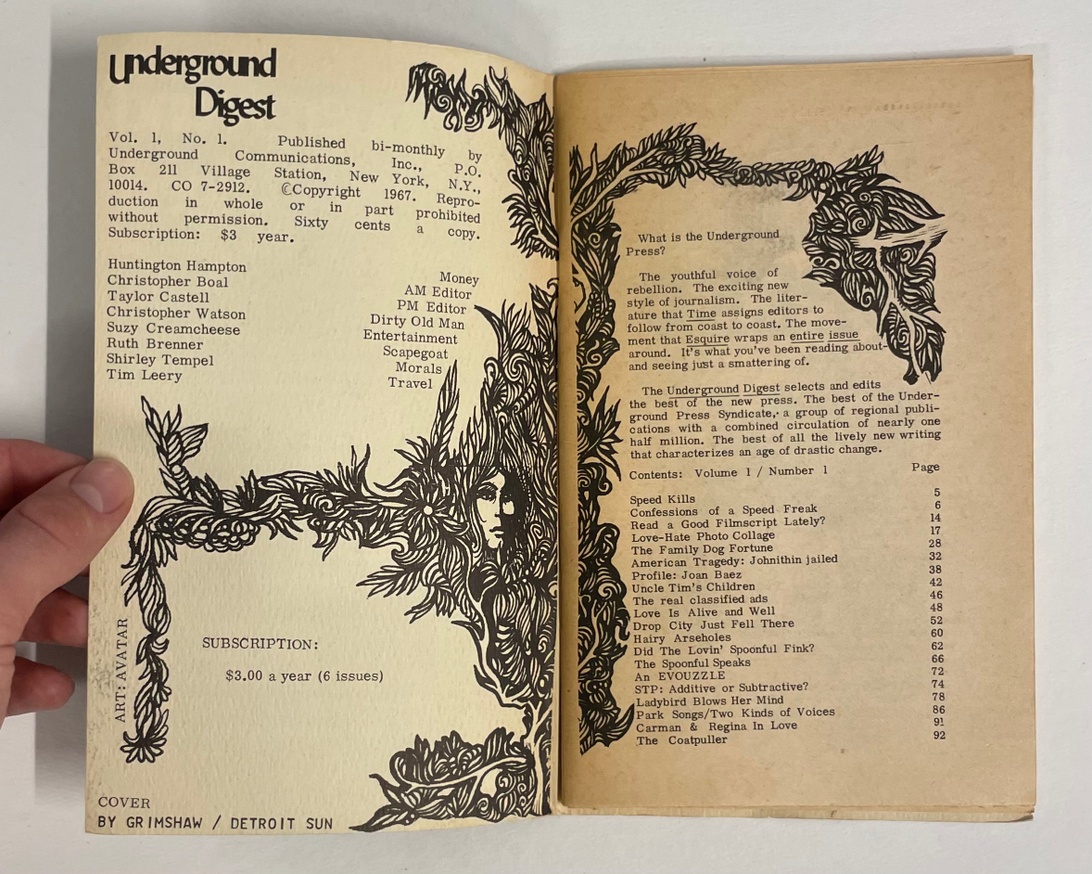 Underground
Digest
Vol. 1, No. 1. Published bi-monthly by
Underground Communications, Inc., P.O.
Box 211 Village Station, New York, N.Y.,
10014. CO 7-2912. ©Copyright 1967. Repro-
duction in whole or in part prohibited
without permission. Sixty cents a copy.
Subscription: $3 year.
Huntington Hampton Money
Christopher Boal AM Editor
Taylor Castell PM Editor
Christopher Watson Dirty Old Man
Suzy Creamcheese Entertainment
Ruth Brenner Scapegoat
Shirley Tempel Morals
Tim Leery Travel
SUBSCRIPTION:
$3.00 a year (6 issues)
ART: AVATAR
COVER
BY GRIMSHAW / DETROIT SUN
What is the Underground
Press?
The youthful voice of
rebellion. The exciting new
style of journalism. The liter-
ature that Time assigns editors to
follow from coast to coast. The move-
ment that Esquire wraps an entire issue
around. It's what you've been reading about
and seeing just a smattering of.
The Underground Digest selects and edits
the best of the new press. The best of the Under-
ground Press Syndicate, a group of regional publi-
cations with a combined circulation of nearly one
half million. The best of all the lively new writing
that characterizes an age of drastic change.
Contents: Volume 1 / Number 1 Page
Speed Kills 5
Confessions of a Speed Freak 6
Read a Good Filmscript Lately? 14
Love-Hate Photo Collage 17
The Family Dog Fortune 28
American Tragedy: Johnithin jailed 32
Profile: Joan Baez 38
Uncle Tim's Children 42
The real classified ads 46
Love Is Alive and Well 48
Drop City Just Fell There 52
Hairy Arseholes 60
Did The Lovin' Spoonful Fink? 62
The Spoonful Speaks 66
An EVOUZZLE 72
STP: Additive or Subtractive? 74
Ladybird Blows Her Mind 78
Park Songs/Two Kinds of Voices 86
Carman & Regina In Love 91
The Coatpuller 92